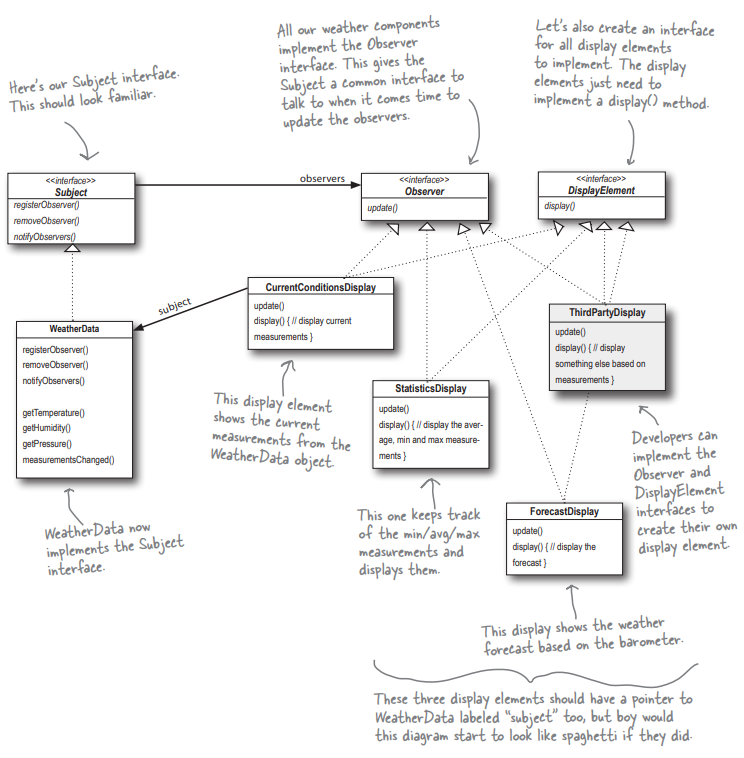 Here's our Subject interface.
This should look familiar.
All our weather components
implement the Observer
interface. This gives the
Subject a common interface to
talk to when it comes time to
update the observers.
Let's also create an interface
for all display elements
to implement. The display
elements just need to
implement a display() method.
<<interface>>
Subject
registerObserver()
removeObserver()
notifyObservers()
observers
<<interface>>
Observer
update()
<<interface>>
DisplayElement
display()
subject
WeatherData
registerObserver()
removeObserver()
notifyObservers()
getTemperature()
getHumidity()
getPressure()
measurementsChanged()
CurrentConditionsDisplay
update()
display() { // display current
measurements }
StatisticsDisplay
update()
display() { // display the aver-
age, min and max measure-
ments }
ThirdPartyDisplay
update()
display() { // display
something else based on
measurements }
ForecastDisplay
update()
display() { // display the
forecast }
WeatherData now
implements the Subject
interface.
This display element
shows the current
measurements from the
WeatherData object.
This one keeps track
of the min/avg/max
measurements and
displays them.
Developers can
implement the
Observer and
DisplayElement
interfaces to
create their own
display element.
This display shows the weather
forecast based on the barometer.
These three display elements should have a pointer to
WeatherData labeled “subject” too, but boy would
this diagram start to look like spaghetti if they did.